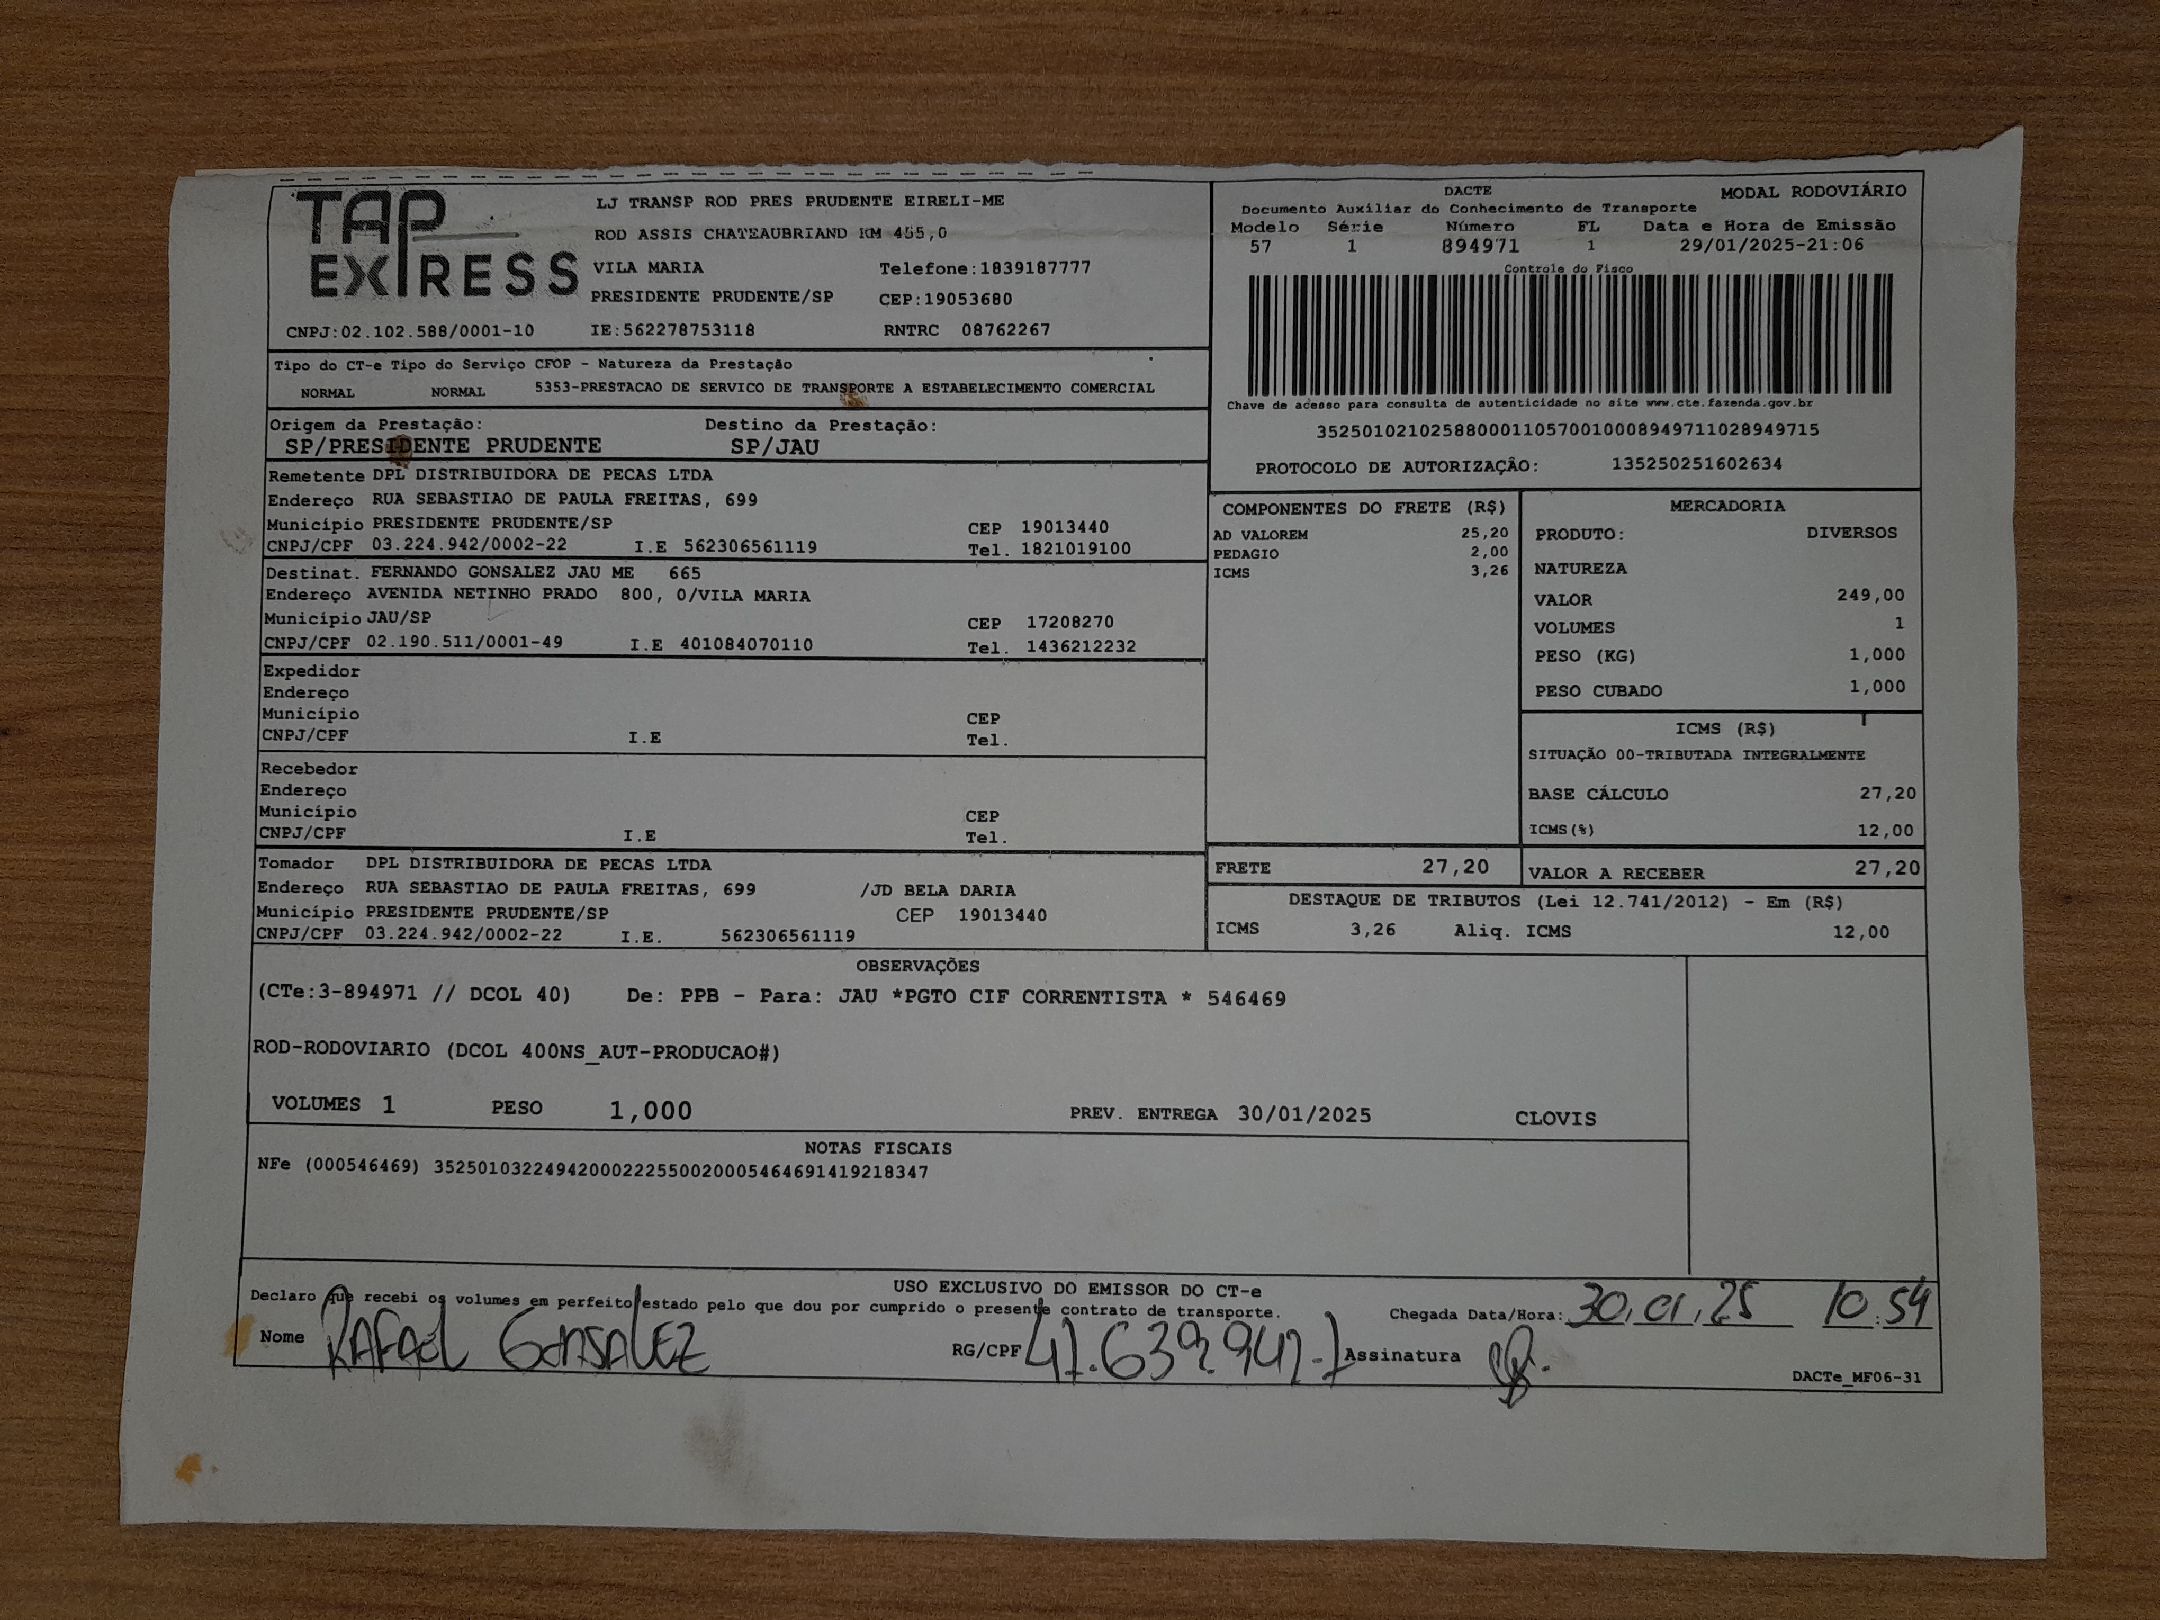 TAP EXPRESS
LJ TRANSP ROD PRES PRUDENTE EIRELI-ME
ROD ASSIS CHATEAUBRIAND KM 455,0
VILA MARIA Telefone:1839187777
PRESIDENTE PRUDENTE/SP CEP:19053680
CNPJ:02.102.588/0001-10 IE:562278753118 RNTRC 08762267
DACTE MODAL RODOVIÁRIO
Documento Auxíliar do Conhecimento de Transporte
Modelo Série Número FL Data e Hora de Emissão
57 1 894971 1 29/01/2025-21:06
Controle do Fisco
Chave de acesso para consulta de autenticidade no site www.cte.fazenda.gov.br
35250102102588000110570010008949711028949715
PROTOCOLO DE AUTORIZAÇÃO: 135250251602634
Tipo do CT-e Tipo do Serviço CFOP - Natureza da Prestação
NORMAL NORMAL 5353-PRESTACAO DE SERVICO DE TRANSPORTE A ESTABELECIMENTO COMERCIAL
Origem da Prestação: Destino da Prestação:
SP/PRESIDENTE PRUDENTE SP/JAU
Remetente DPL DISTRIBUIDORA DE PECAS LTDA
Endereço RUA SEBASTIAO DE PAULA FREITAS, 699
Município PRESIDENTE PRUDENTE/SP CEP 19013440
CNPJ/CPF 03.224.942/0002-22 I.E 562306561119 Tel. 1821019100
Destinat. FERNANDO GONSALEZ JAU ME 665
Endereço AVENIDA NETINHO PRADO 800, 0/VILA MARIA
Município JAU/SP CEP 17208270
CNPJ/CPF 02.190.511/0001-49 I.E 401084070110 Tel. 1436212232
Expedidor
Endereço
Município CEP
CNPJ/CPF I.E Tel.
Recebedor
Endereço
Município CEP
CNPJ/CPF I.E Tel.
Tomador DPL DISTRIBUIDORA DE PECAS LTDA
Endereço RUA SEBASTIAO DE PAULA FREITAS, 699 /JD BELA DARIA
Município PRESIDENTE PRUDENTE/SP CEP 19013440
CNPJ/CPF 03.224.942/0002-22 I.E. 562306561119
COMPONENTES DO FRETE (R$)
AD VALOREM 25,20
PEDAGIO 2,00
ICMS 3,26
MERCADORIA
PRODUTO: DIVERSOS
NATUREZA
VALOR 249,00
VOLUMES 1
PESO (KG) 1,000
PESO CUBADO 1,000
ICMS (R$)
SITUAÇÃO 00-TRIBUTADA INTEGRALMENTE
BASE CÁLCULO 27,20
ICMS(%) 12,00
FRETE 27,20 VALOR A RECEBER 27,20
DESTAQUE DE TRIBUTOS (Lei 12.741/2012) - Em (R$)
ICMS 3,26 Aliq. ICMS 12,00
OBSERVAÇÕES
(CTe:3-894971 // DCOL 40) De: PPB - Para: JAU *PGTO CIF CORRENTISTA * 546469
ROD-RODOVIARIO (DCOL 400NS_AUT-PRODUCAO#)
VOLUMES 1 PESO 1,000 PREV. ENTREGA 30/01/2025 CLOVIS
NOTAS FISCAIS
NFe (000546469) 35250103224942000222550020005464691419218347
USO EXCLUSIVO DO EMISSOR DO CT-e
Declaro que recebi os volumes em perfeito estado pelo que dou por cumprido o presente contrato de transporte. Chegada Data/Hora: 30.01.25 10:54
Nome RAFAEL GONSALEZ RG/CPF 41.639.942-7 Assinatura
DACTe_MF06-31